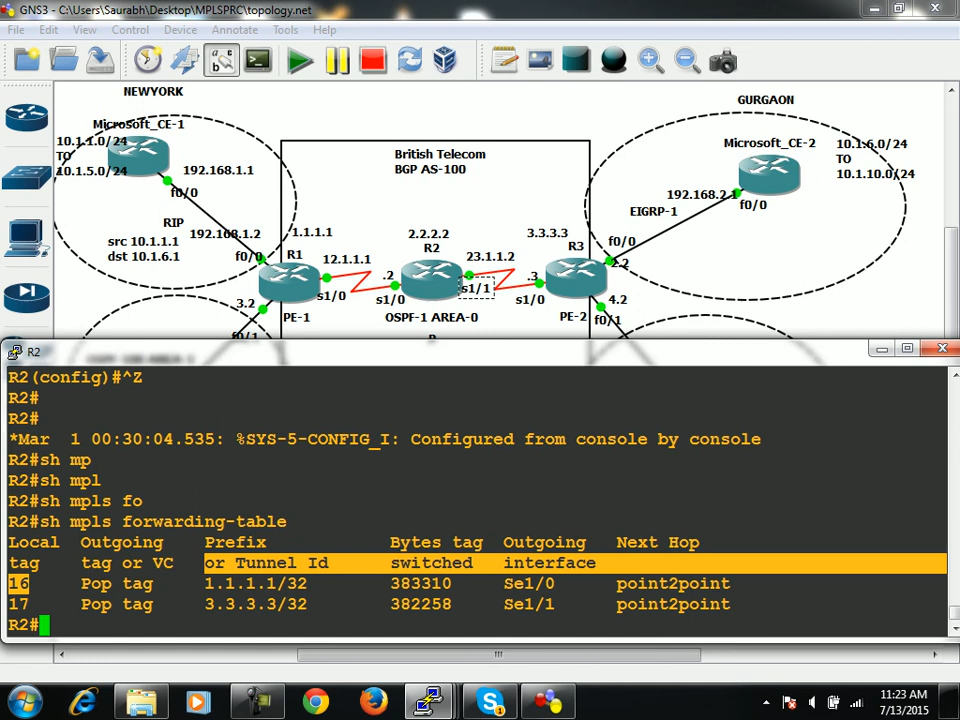 GNS3 — C:\Users\Saurabh\Desktop\MPLSPRC\topology.net
File Edit View Control Device Annotate Tools Help
NEWYORK
GURGAON
Microsoft_CE-1
10.1.1.0/24
TO
10.1.5.0/24
192.168.1.1
f0/0
RIP
src 10.1.1.1
dst 10.1.6.1
192.168.1.2
f0/0
British Telecom
BGP AS-100
Microsoft_CE-2
10.1.6.0/24
TO
10.1.10.0/24
192.168.2.1
f0/0
EIGRP-1
1.1.1.1
R1
12.1.1.1
s1/0
PE-1
3.2
f0/1
2.2.2.2
R2
.2
s1/0
23.1.1.2
s1/1
OSPF-1 AREA-0
P
3.3.3.3
R3
.3
s1/0
f0/0
2.2
PE-2
4.2
f0/1
R2
R2(config)#^Z
R2#
R2#
*Mar  1 00:30:04.535: %SYS-5-CONFIG_I: Configured from console by console
R2#sh mp
R2#sh mpl
R2#sh mpls fo
R2#sh mpls forwarding-table
Local  Outgoing    Prefix            Bytes tag  Outgoing   Next Hop
tag    tag or VC   or Tunnel Id      switched   interface
16     Pop tag     1.1.1.1/32        383310     Se1/0      point2point
17     Pop tag     3.3.3.3/32        382258     Se1/1      point2point
R2#
11:23 AM
7/13/2015